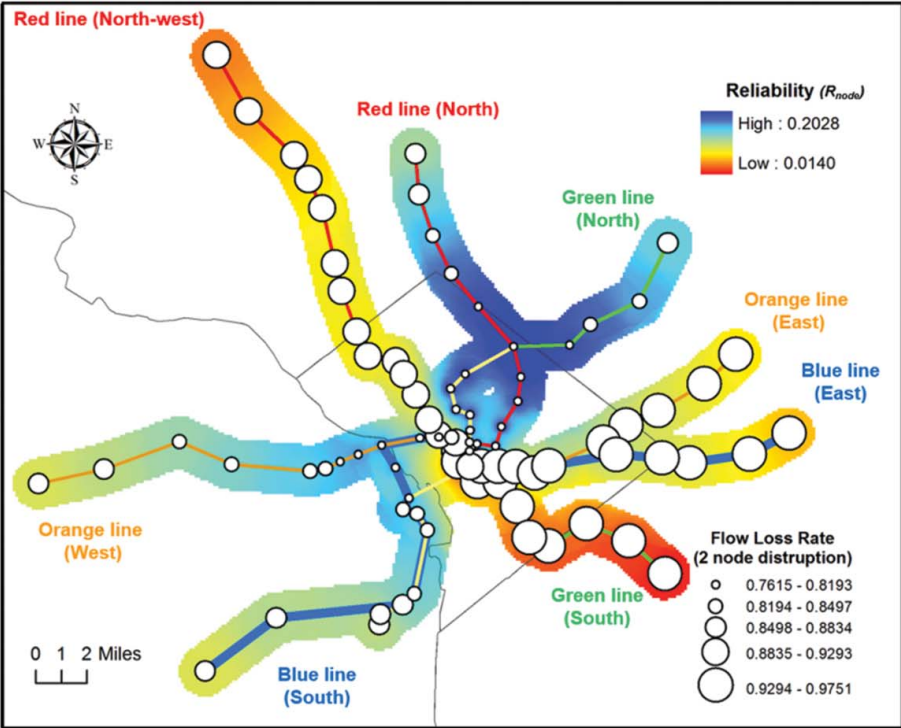 Red line (North-west)
N
W
E
S
Red line (North)
Reliability (Rnode)
High : 0.2028
Low : 0.0140
Green line
(North)
Orange line
(East)
Blue line
(East)
Orange line
(West)
Blue line
(South)
Green line
(South)
0 1 2 Miles
Flow Loss Rate
(2 node distruption)
0.7615 - 0.8193
0.8194 - 0.8497
0.8498 - 0.8834
0.8835 - 0.9293
0.9294 - 0.9751